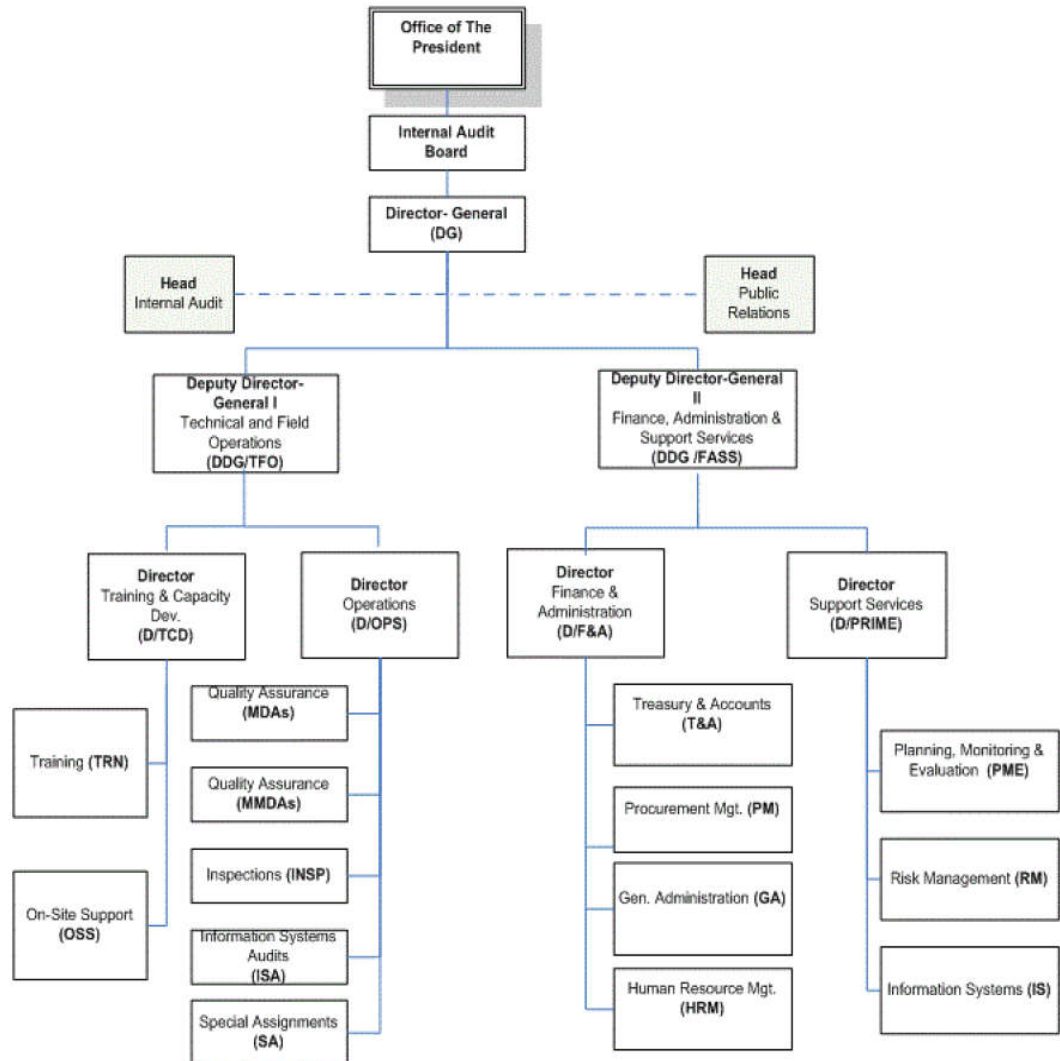 Office of The
President
Internal Audit
Board
Director- General
(DG)
Head
Internal Audit
Head
Public
Relations
Deputy Director-
General I
Technical and Field
Operations
(DDG/TFO)
Deputy Director-General
II
Finance, Administration &
Support Services
(DDG /FASS)
Director
Training & Capacity
Dev.
(D/TCD)
Director
Operations
(D/OPS)
Director
Finance &
Administration
(D/F&A)
Director
Support Services
(D/PRIME)
Training (TRN)
On-Site Support
(OSS)
Quality Assurance
(MDAs)
Quality Assurance
(MMDAs)
Inspections (INSP)
Information Systems
Audits
(ISA)
Special Assignments
(SA)
Treasury & Accounts
(T&A)
Procurement Mgt. (PM)
Gen. Administration (GA)
Human Resource Mgt.
(HRM)
Planning, Monitoring &
Evaluation (PME)
Risk Management (RM)
Information Systems (IS)